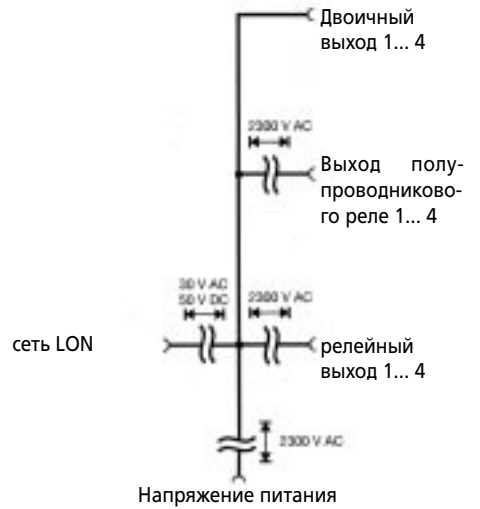 Двоичный
выход 1... 4
2300 V AC
Выход полу-
проводниково-
го реле 1... 4
30 V AC
50 V DC
2300 V AC
сеть LON
релейный
выход 1... 4
2300 V AC
Напряжение питания